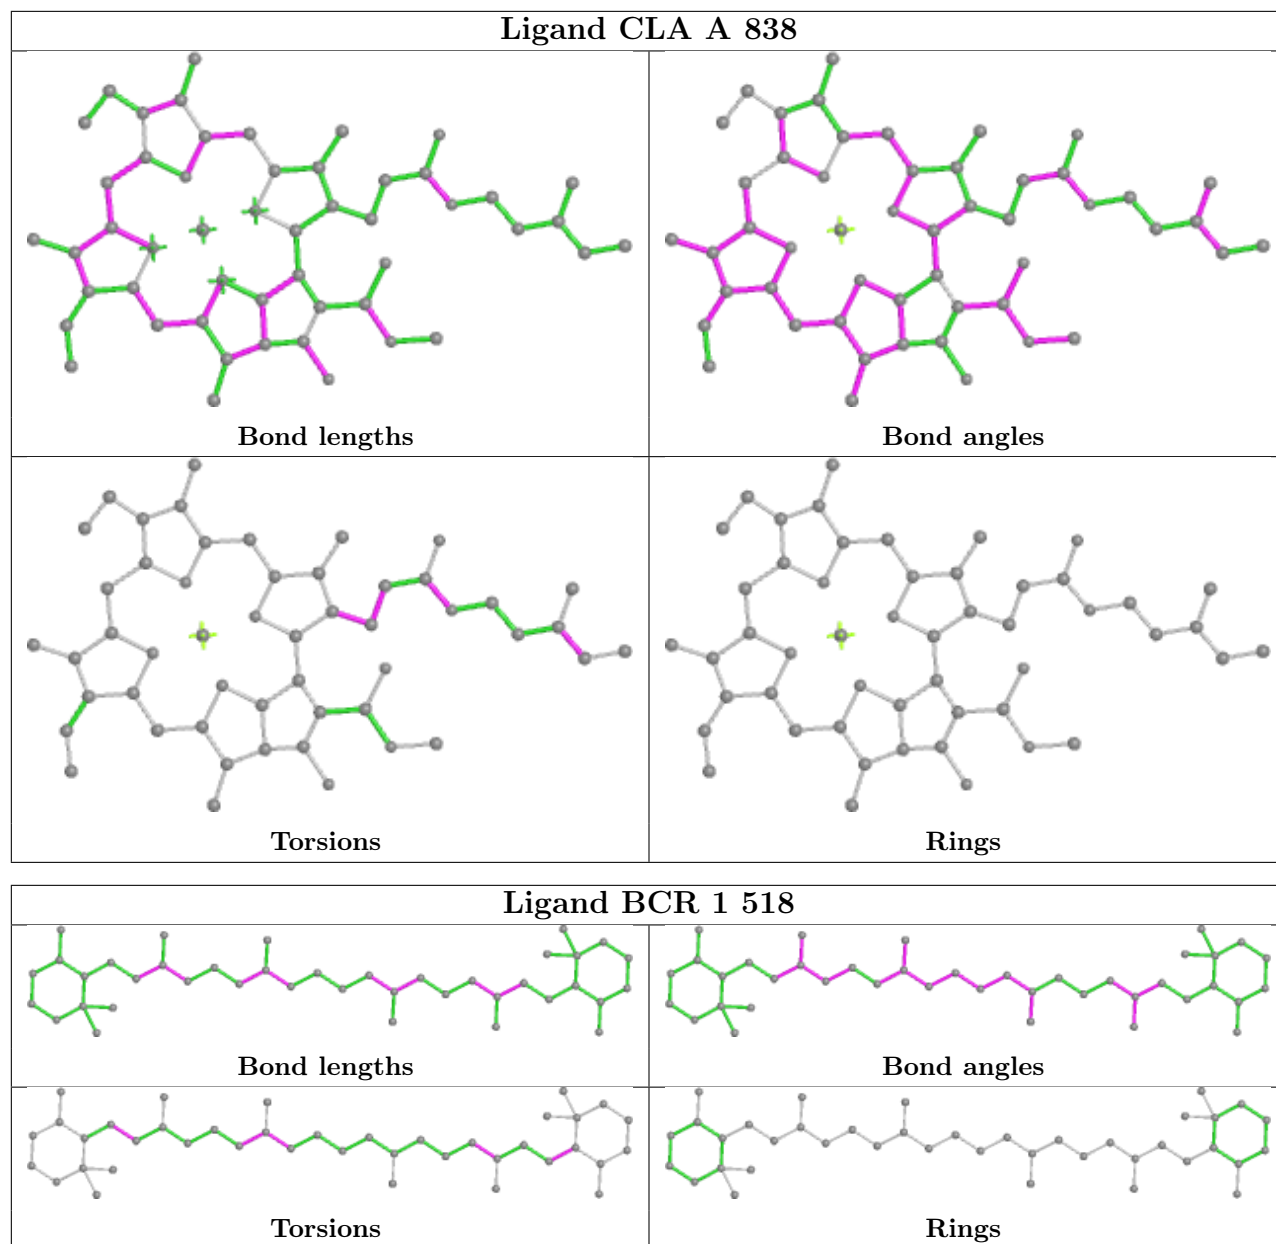 Ligand CLA A 838
Bond lengths
Bond angles
Torsions
Rings
Ligand BCR 1 518
Bond lengths
Bond angles
Torsions
Rings